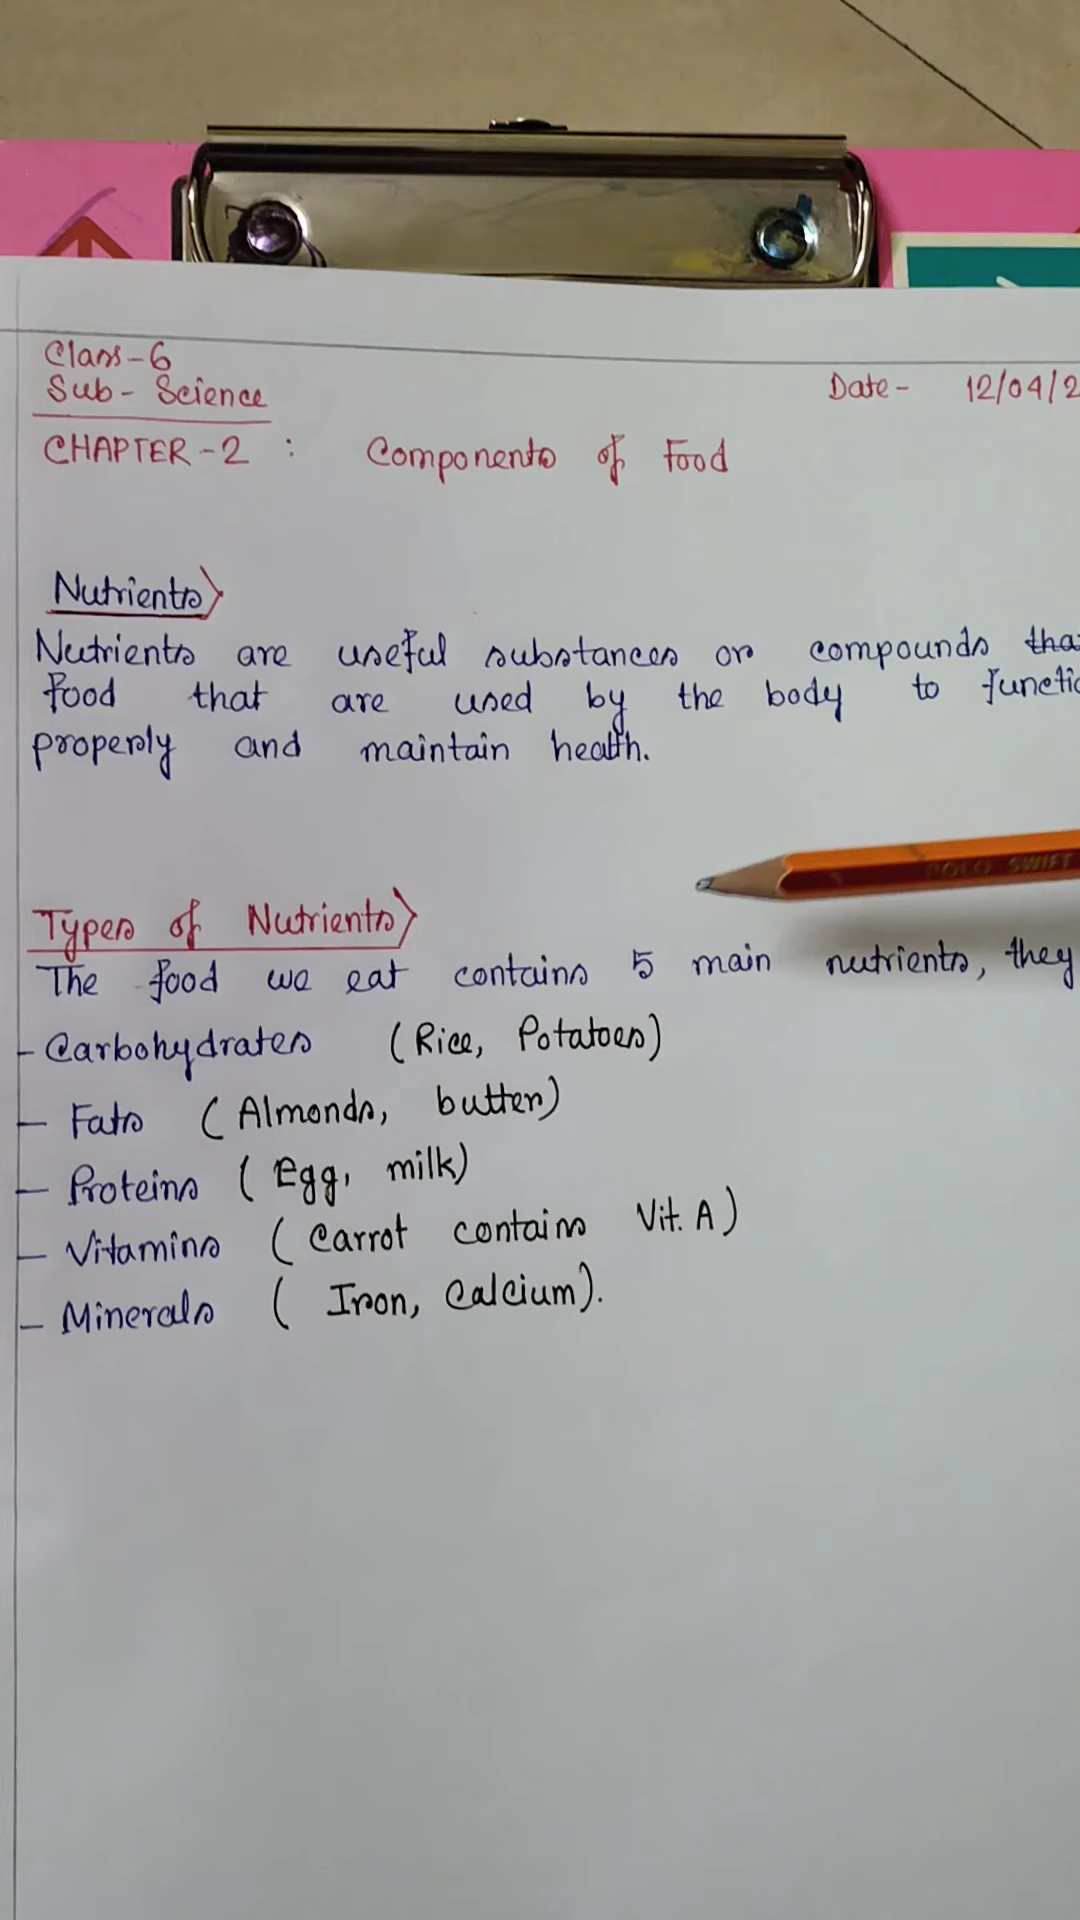 Class-6
Sub- Science
Date- 12/04/2
CHAPTER-2 : Components of Food
Nutrients>
Nutrients are useful substances or compounds
food that are used by the body to
properly and maintain health.
POLO SWIFT
Types of Nutrients>
The food we eat contains 5 main nutrients, they
- Carbohydrates (Rice, Potatoes)
- Fats (Almonds, butter)
- Proteins (Egg, milk)
- Vitamins (Carrot contains Vit. A)
- Minerals (Iron, Calcium).